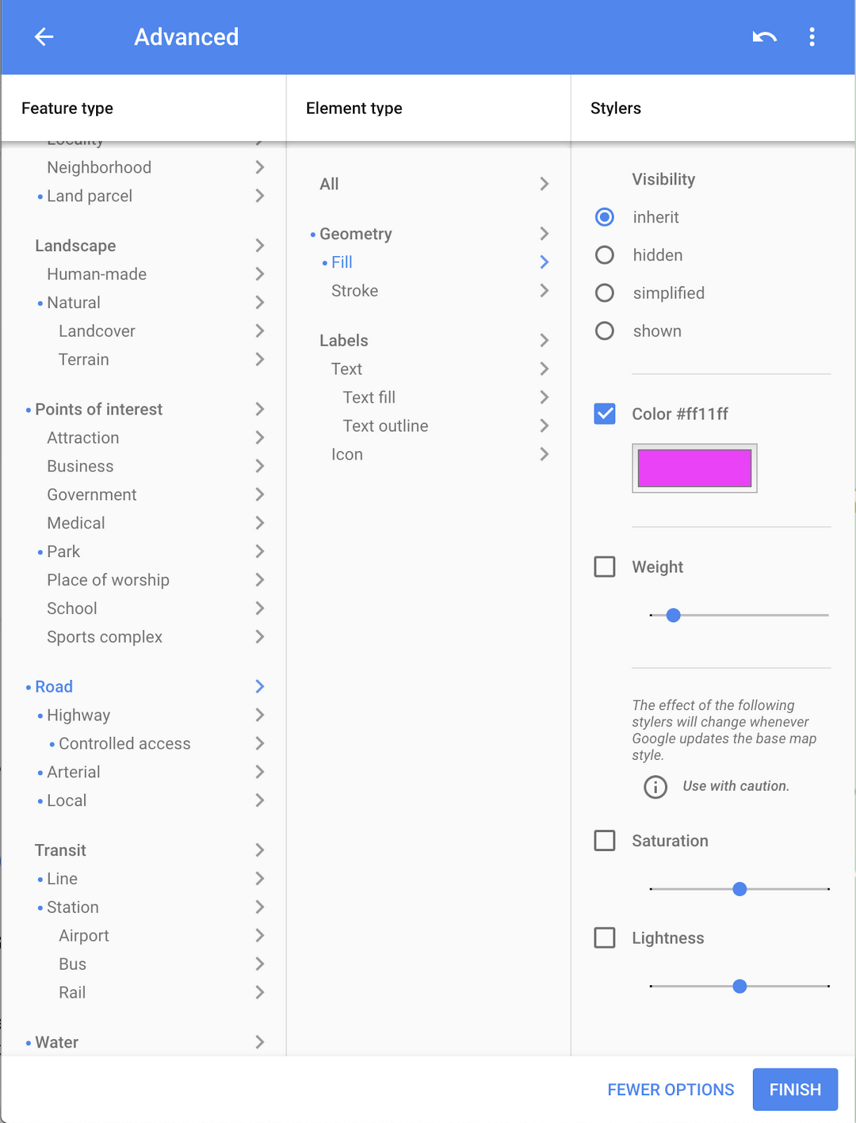 Advanced
Feature type
Element type
Stylers
Locality
Neighborhood
Land parcel
Landscape
Human-made
Natural
Landcover
Terrain
Points of interest
Attraction
Business
Government
Medical
Park
Place of worship
School
Sports complex
Road
Highway
Controlled access
Arterial
Local
Transit
Line
Station
Airport
Bus
Rail
Water
All
Geometry
Fill
Stroke
Labels
Text
Text fill
Text outline
Icon
Visibility
inherit
hidden
simplified
shown
Color #ff11ff
Weight
The effect of the following
stylers will change whenever
Google updates the base map
style.
Use with caution.
Saturation
Lightness
FEWER OPTIONS
FINISH